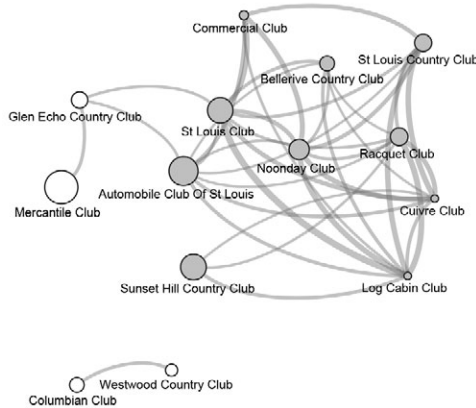 Commercial Club
St Louis Country Club
Bellerive Country Club
Glen Echo Country Club
St Louis Club
Noonday Club
Racquet Club
Automobile Club Of St Louis
Mercantile Club
Cuivre Club
Sunset Hill Country Club
Log Cabin Club
Westwood Country Club
Columbian Club